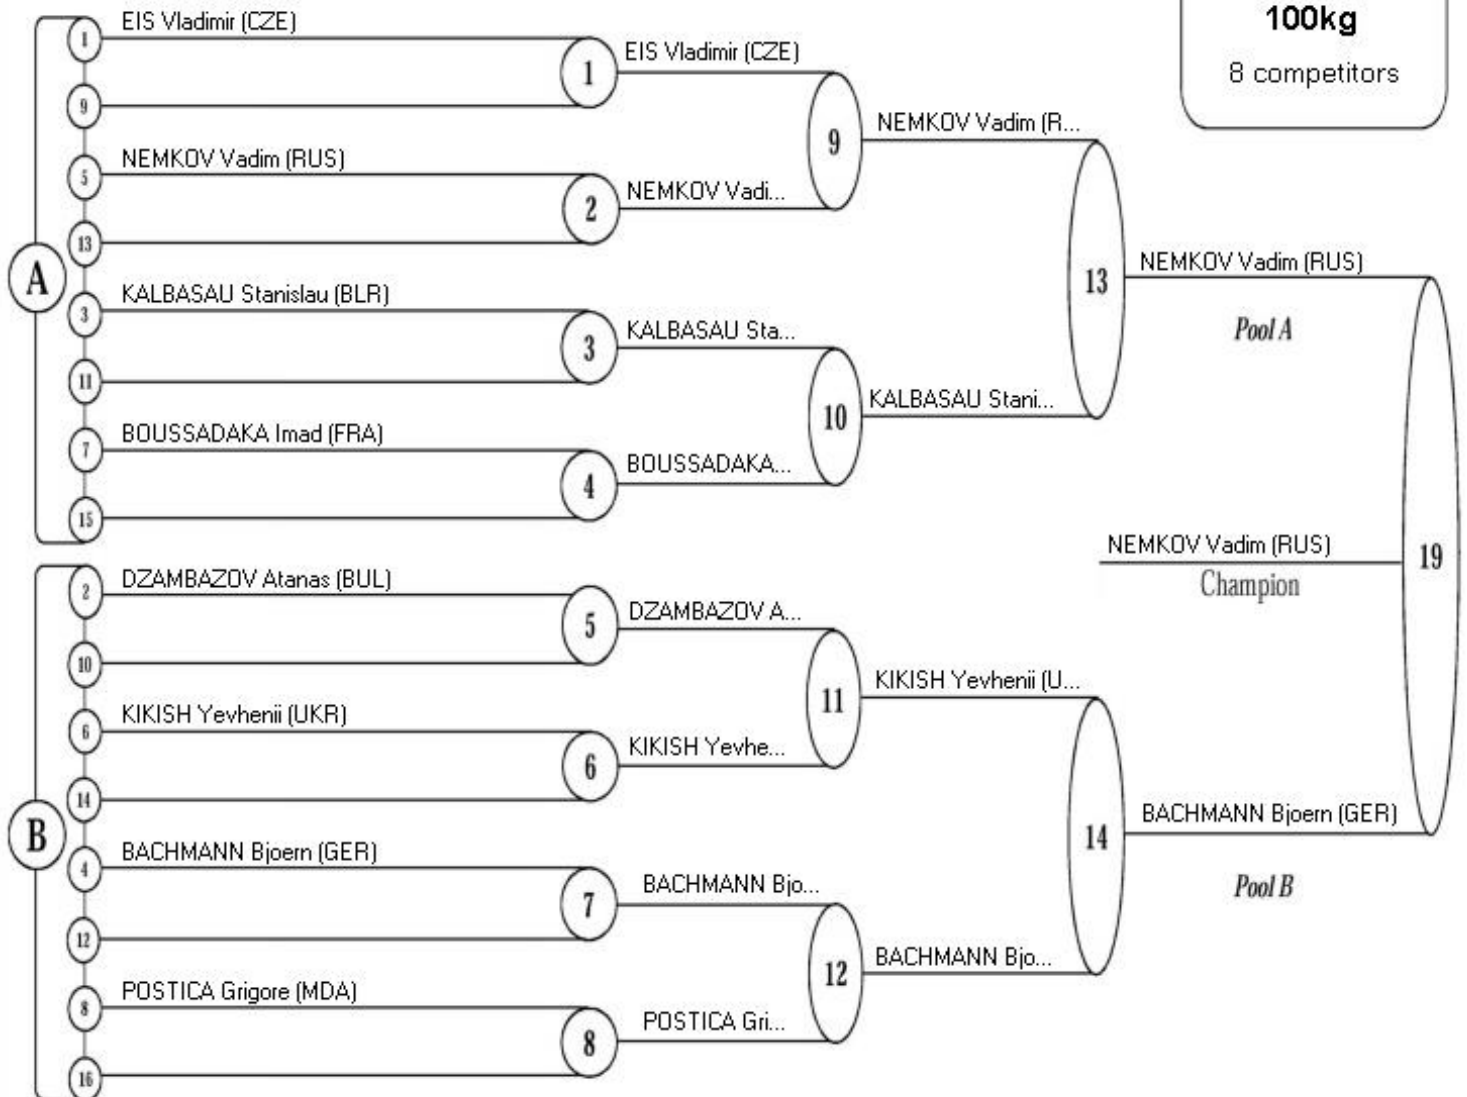 100kg
8 competitors
A
1
EIS Vladimir (CZE)
9
1
EIS Vladimir (CZE)
5
NEMKOV Vadim (RUS)
13
2
NEMKOV Vadi...
9
NEMKOV Vadim (R...
3
KALBASAU Stanislau (BLR)
11
3
KALBASAU Sta...
7
BOUSSADAKA Imad (FRA)
15
4
BOUSSADAKA...
10
KALBASAU Stani...
13
NEMKOV Vadim (RUS)
Pool A
B
2
DZAMBAZOV Atanas (BUL)
10
5
DZAMBAZOV A...
6
KIKISH Yevhenii (UKR)
14
6
KIKISH Yevhe...
11
KIKISH Yevhenii (U...
4
BACHMANN Bjoern (GER)
12
7
BACHMANN Bjo...
8
POSTICA Grigore (MDA)
16
8
POSTICA Gri...
12
BACHMANN Bjo...
14
BACHMANN Bjoern (GER)
Pool B
19
NEMKOV Vadim (RUS)
Champion